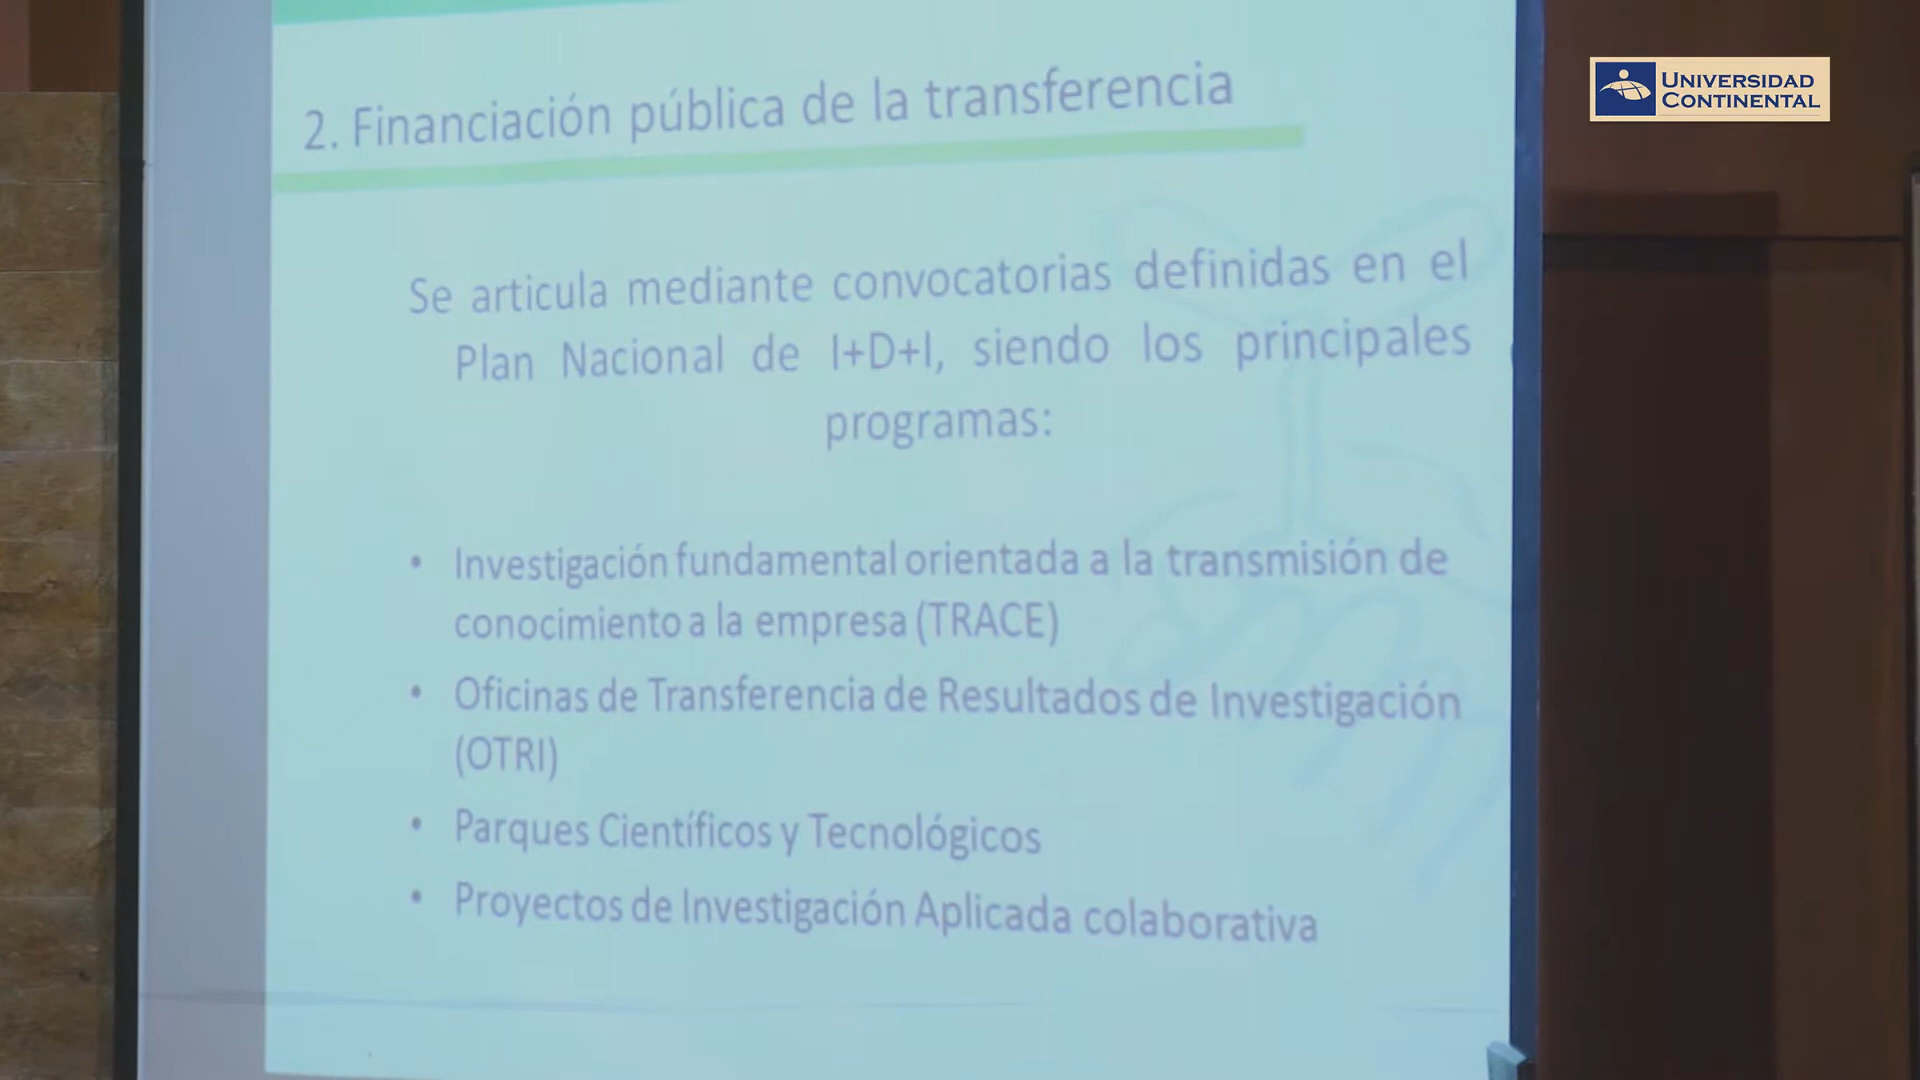 UNIVERSIDAD
CONTINENTAL
2. Financiación pública de la transferencia
Se articula mediante convocatorias definidas en el
Plan Nacional de I+D+I, siendo los principales
programas:
• Investigación fundamental orientada a la transmisión de
conocimiento a la empresa (TRACE)
• Oficinas de Transferencia de Resultados de Investigación
(OTRI)
• Parques Científicos y Tecnológicos
• Proyectos de Investigación Aplicada colaborativa